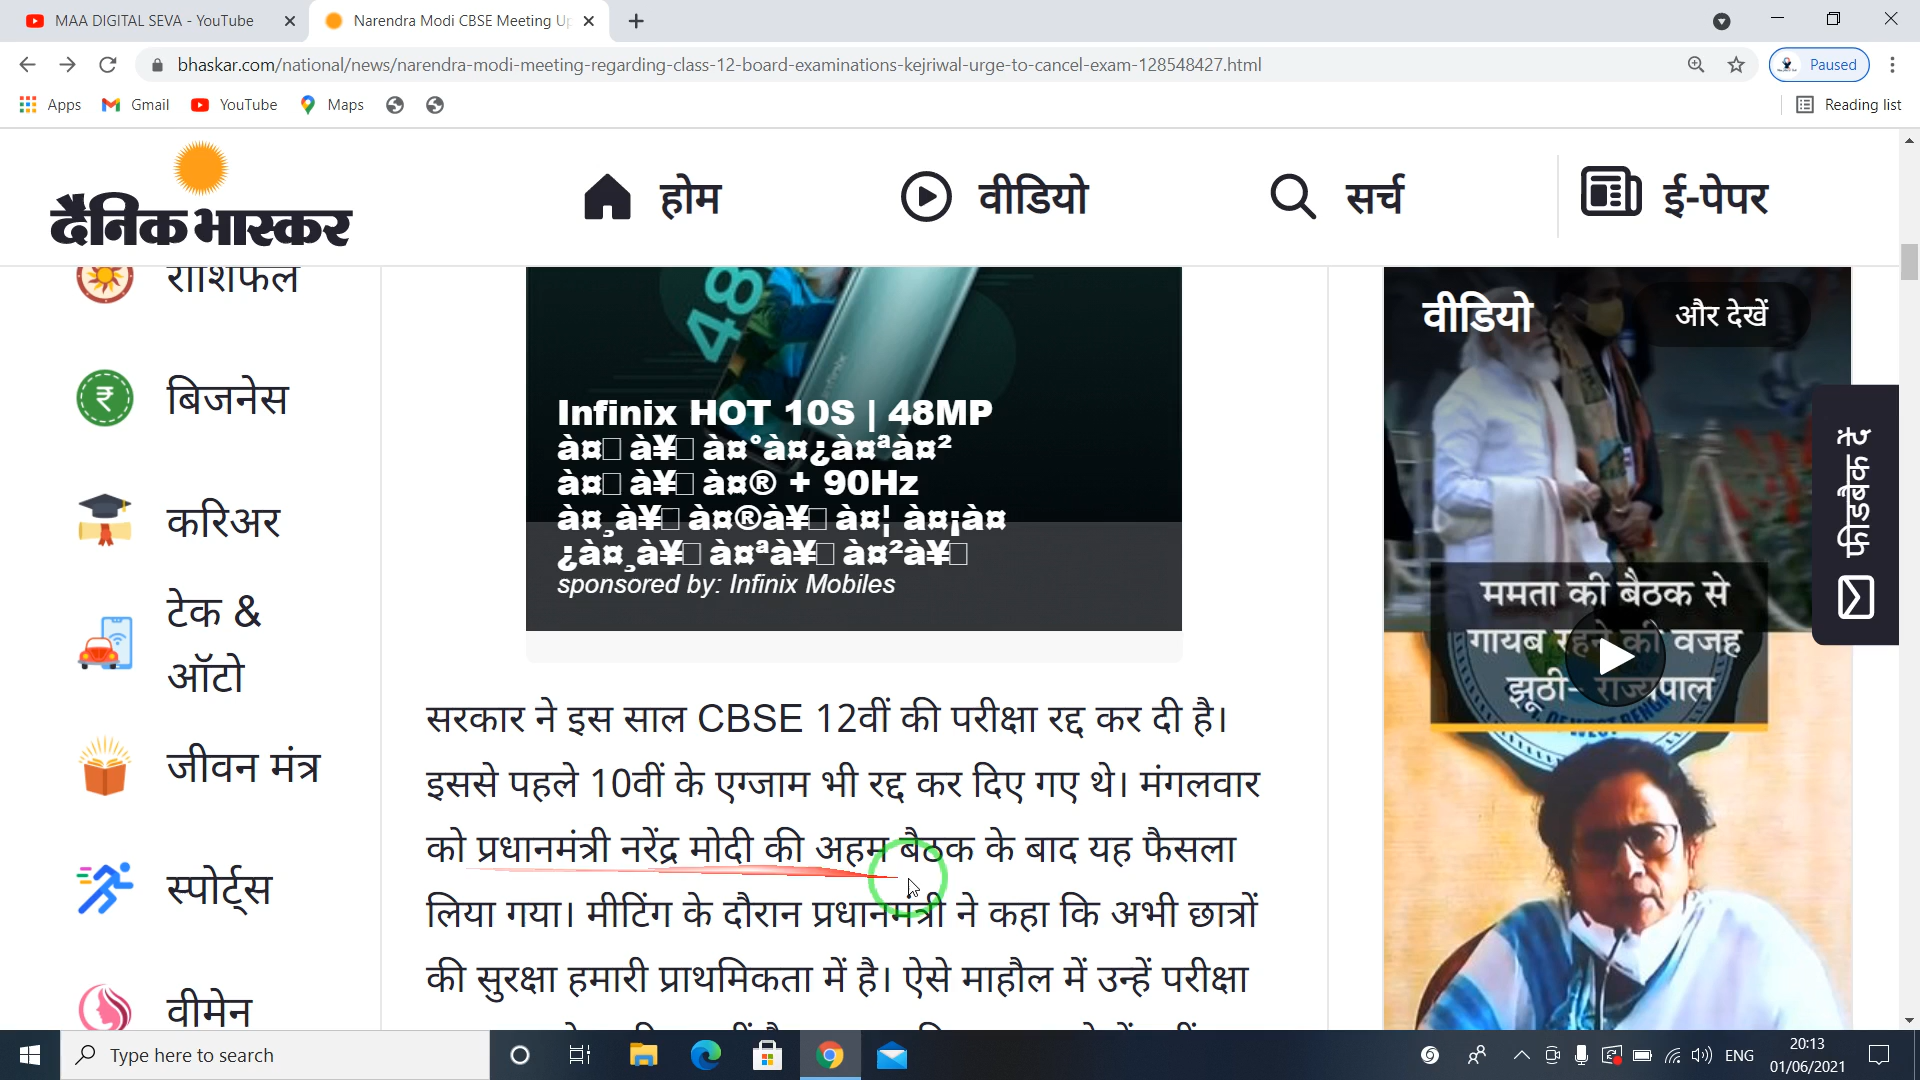 MAA DIGITAL SEVA - YouTube
Narendra Modi CBSE Meeting
bhaskar.com/national/news/narendra-modi-meeting-regarding-class-12-board-examinations-kejriwal-urge-to-cancel-exam-128548427.html
Paused
Apps
Gmail
YouTube
Maps
Reading list
दैनिक भास्कर
होम
वीडियो
सर्च
ई-पेपर
राशिफल
बिजनेस
करिअर
टेक &
ऑटो
जीवन मंत्र
स्पोर्ट्स
वीमेन
48
Infinix HOT 10S | 48MP
+ 90Hz
sponsored by: Infinix Mobiles
सरकार ने इस साल CBSE 12वीं की परीक्षा रद्द कर दी है।
इससे पहले 10वीं के एग्जाम भी रद्द कर दिए गए थे। मंगलवार
को प्रधानमंत्री नरेंद्र मोदी की अहम बैठक के बाद यह फैसला
लिया गया। मीटिंग के दौरान प्रधानमंत्री ने कहा कि अभी छात्रों
की सुरक्षा हमारी प्राथमिकता में है। ऐसे माहौल में उन्हें परीक्षा
वीडियो
और देखें
ममता की बैठक से
गायब रहने की वजह
झूठी- राज्यपाल
फीडबैक दें
Type here to search
ENG
20:13
01/06/2021